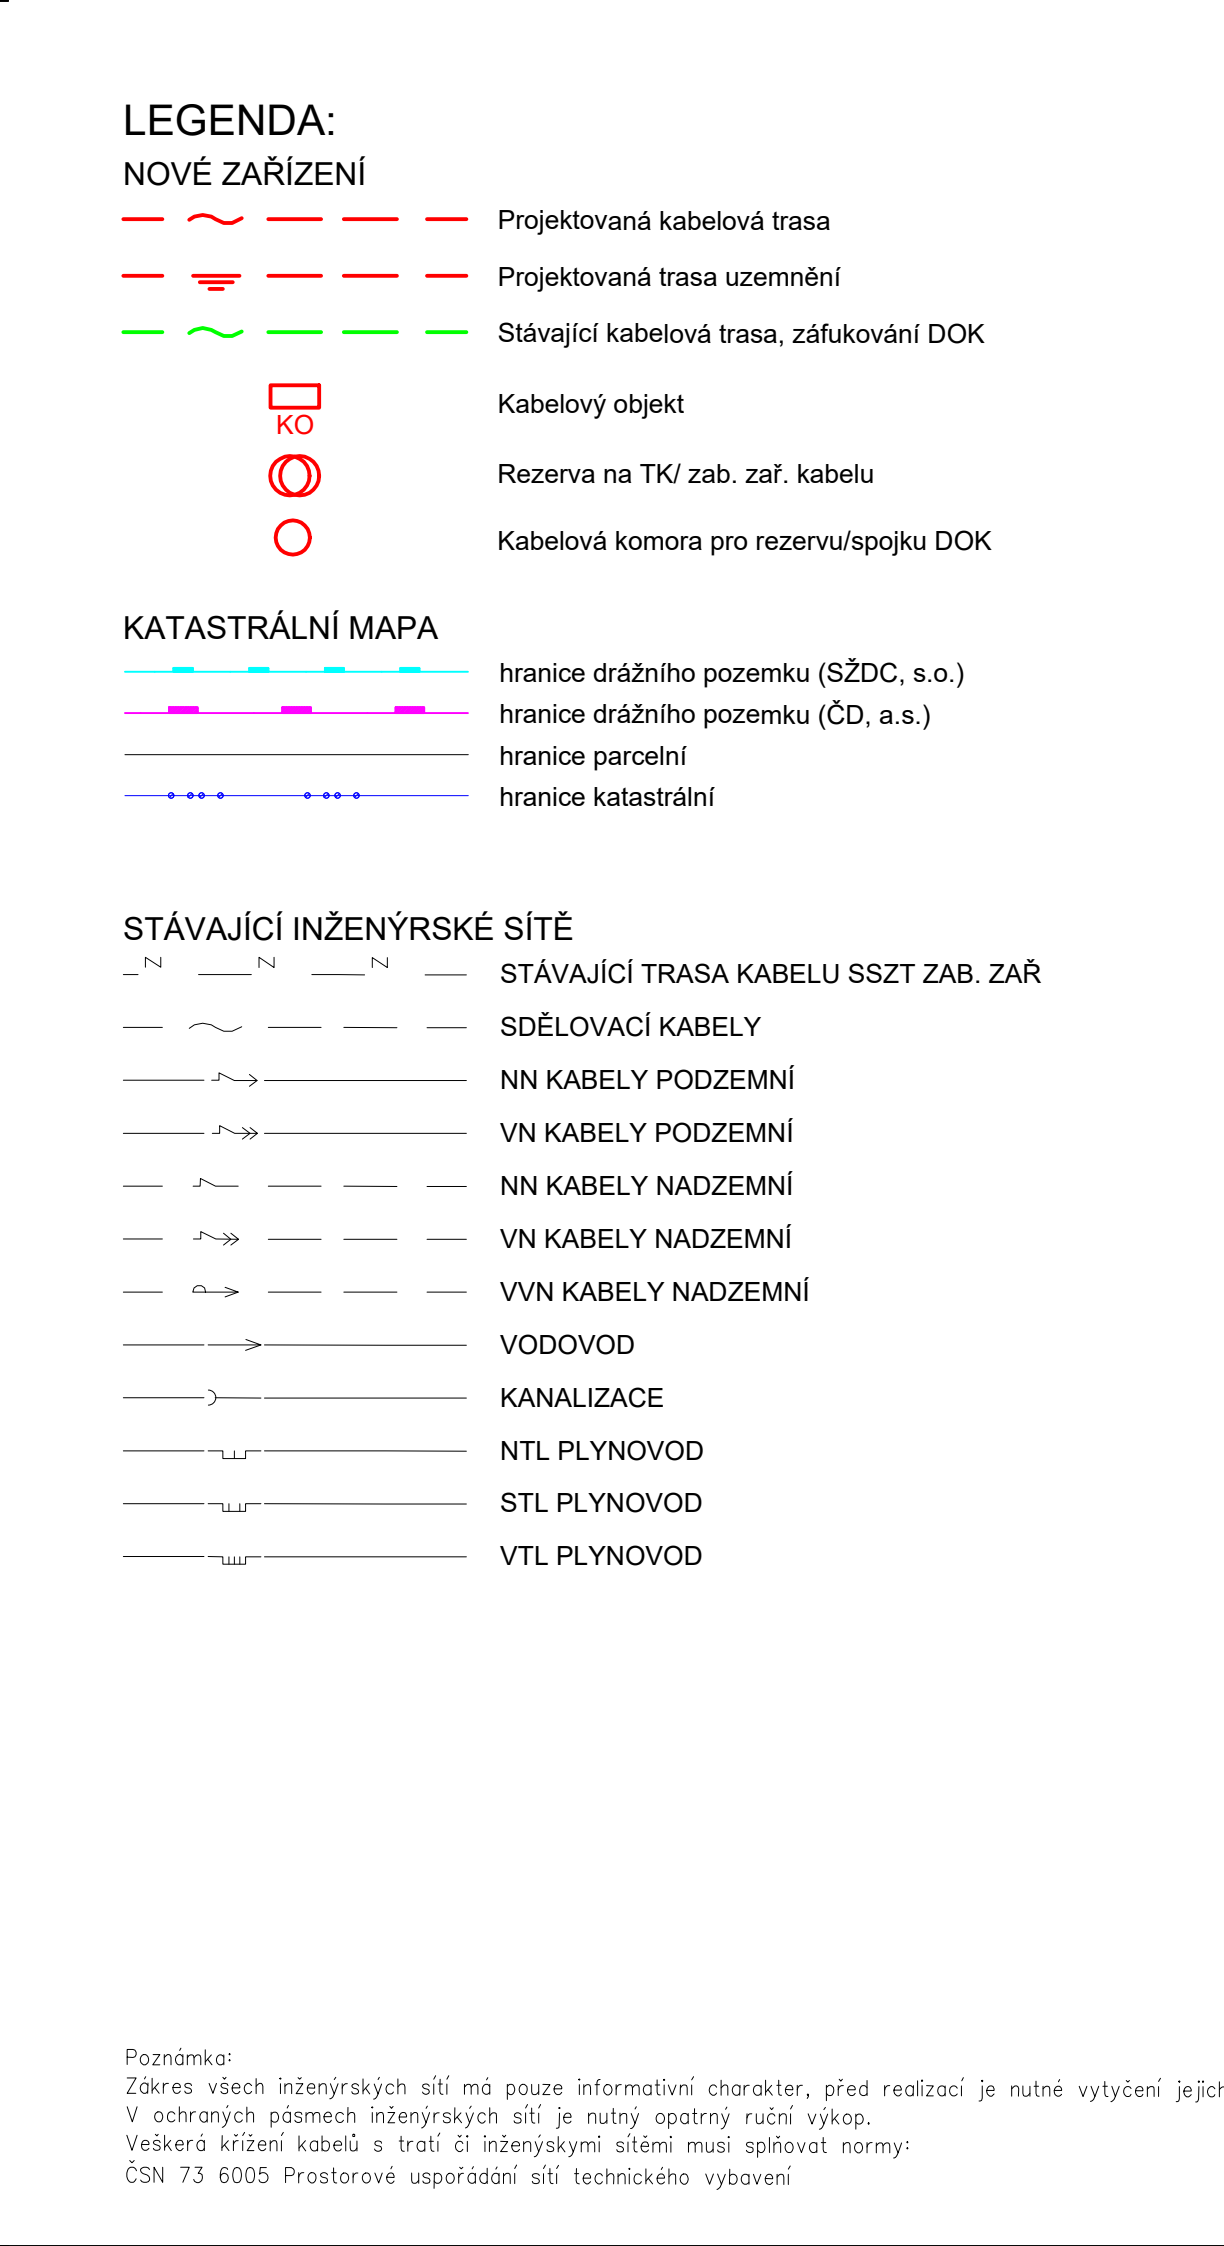 LEGENDA:
NOVÉ ZAŘÍZENÍ
Projektovaná kabelová trasa
Projektovaná trasa uzemnění
Stávající kabelová trasa, záfukování DOK
Kabelový objekt
KO
Rezerva na TK/ zab. zař. kabelu
Kabelová komora pro rezervu/spojku DOK
KATASTRÁLNÍ MAPA
hranice drážního pozemku (SŽDC, s.o.)
hranice drážního pozemku (ČD, a.s.)
hranice parcelní
hranice katastrální
STÁVAJÍCÍ INŽENÝRSKÉ SÍTĚ
STÁVAJÍCÍ TRASA KABELU SSZT ZAB. ZAŘ
SDĚLOVACÍ KABELY
NN KABELY PODZEMNÍ
VN KABELY PODZEMNÍ
NN KABELY NADZEMNÍ
VN KABELY NADZEMNÍ
VVN KABELY NADZEMNÍ
VODOVOD
KANALIZACE
NTL PLYNOVOD
STL PLYNOVOD
VTL PLYNOVOD
Poznámka:
Zákres všech inženýrských sítí má pouze informativní charakter, před realizací je nutné vytyčení jejich
V ochraných pásmech inženýrských sítí je nutný opatrný ruční výkop.
Veškerá křížení kabelů s tratí či inženýskymi sítěmi musi splňovat normy:
ČSN 73 6005 Prostorové uspořádání sítí technického vybavení